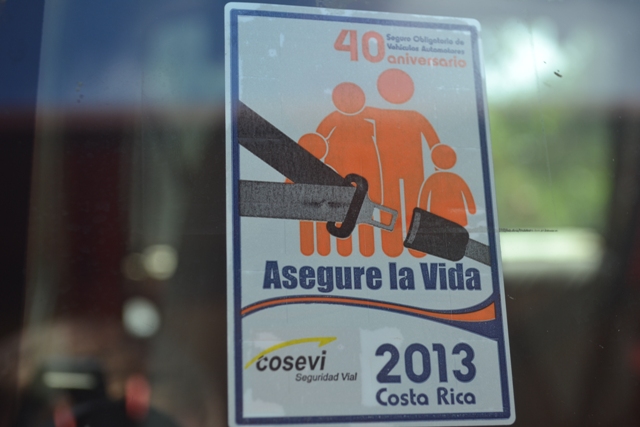 40
Seguro Obligatorio de
Vehículos Automotores
aniversario
Asegure la Vida
cosevi
Seguridad Vial
2013
Costa Rica